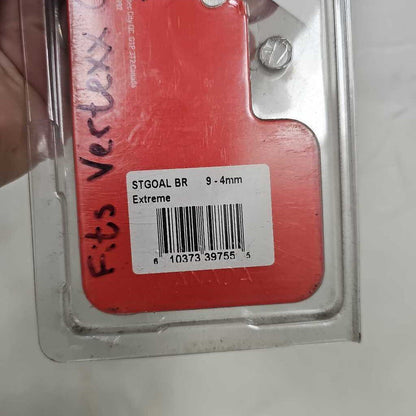 Fits Vertexx
STGOAL BR 9 - 4mm
Extreme
6 10373 39755 5